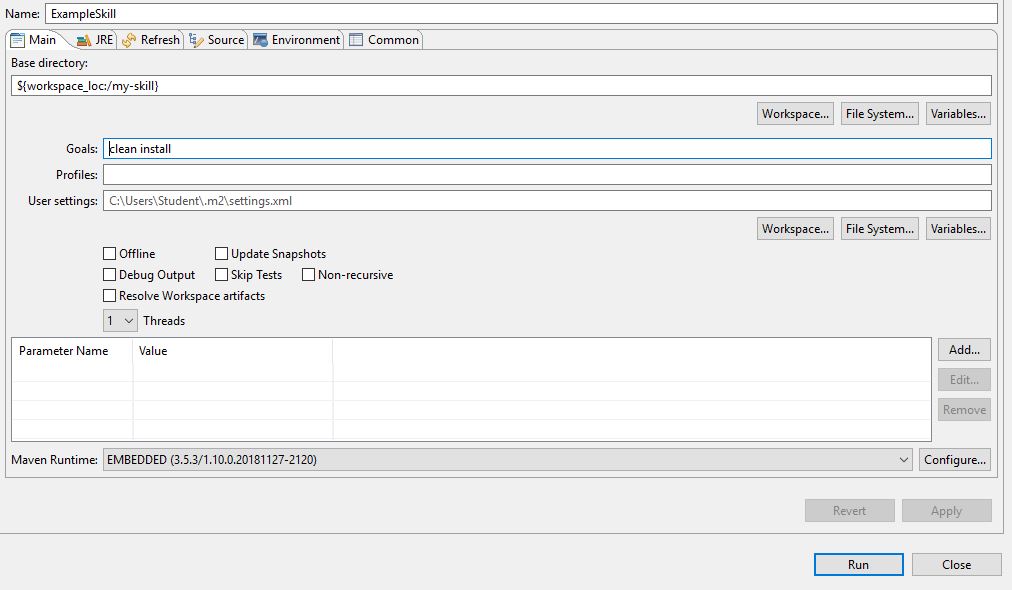 Name: ExampleSkill
Main JRE Refresh Source Environment Common
Base directory:
${workspace_loc:/my-skill}
Workspace... File System... Variables...
Goals: clean install
Profiles:
User settings: C:\Users\Student\.m2\settings.xml
Workspace... File System... Variables...
Offline Update Snapshots
Debug Output Skip Tests Non-recursive
Resolve Workspace artifacts
1 Threads
Parameter Name Value Add...
Edit...
Remove
Maven Runtime: EMBEDDED (3.5.3/1.10.0.20181127-2120) Configure...
Revert Apply
Run Close